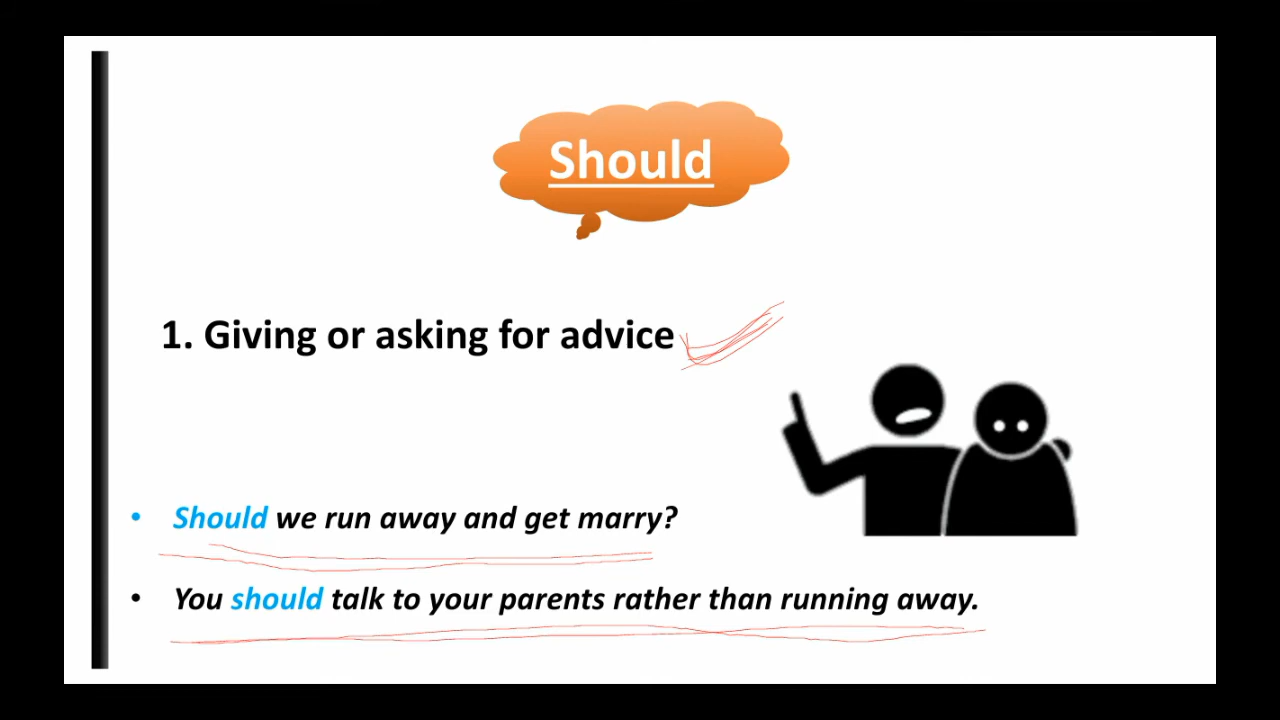 Should
1. Giving or asking for advice
• Should we run away and get marry?
• You should talk to your parents rather than running away.